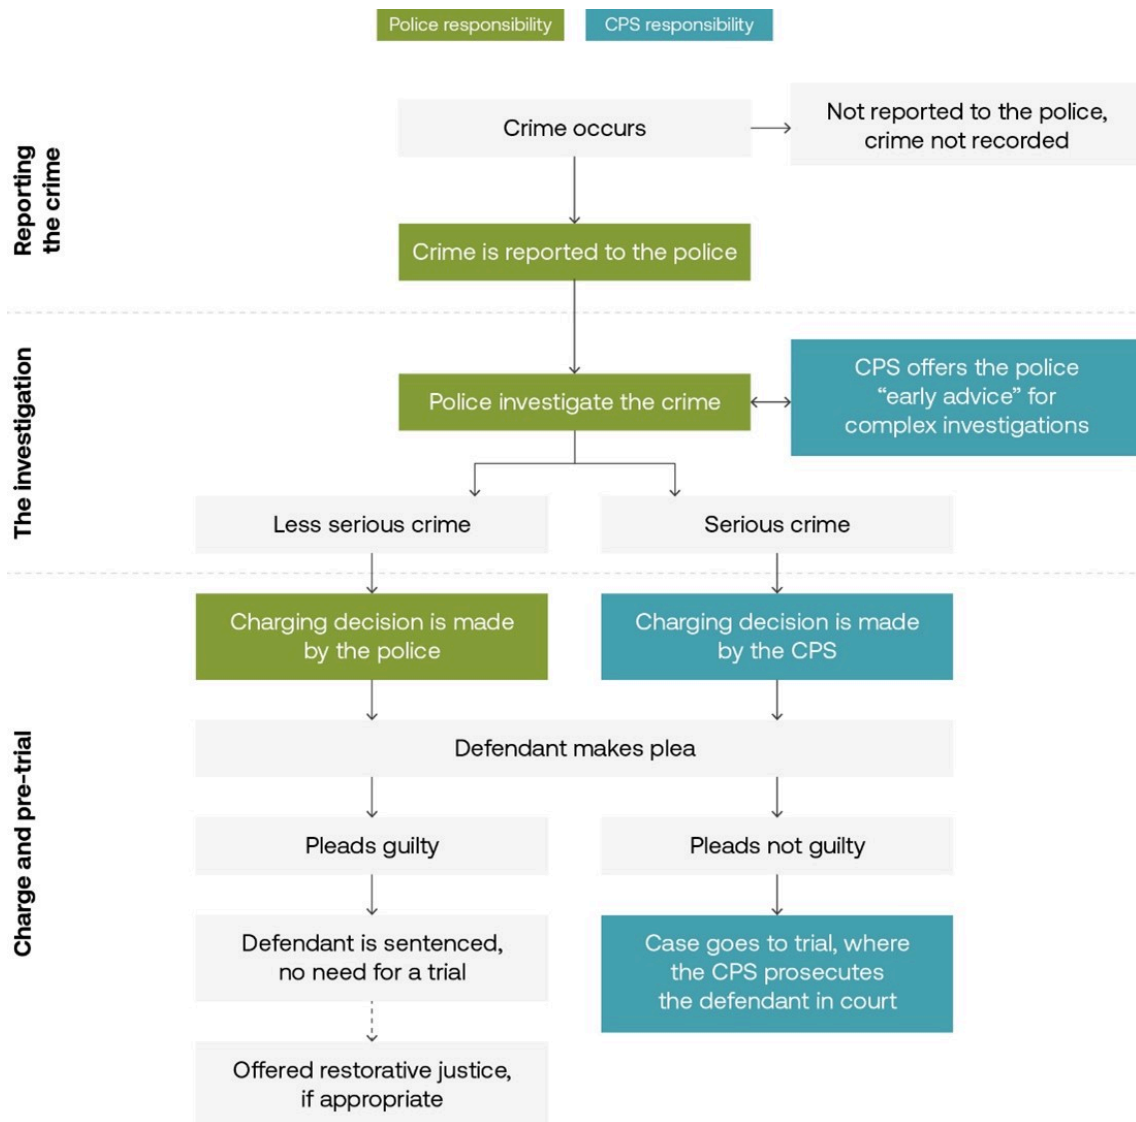 Police responsibility
CPS responsibility
Reporting
the crime
Crime occurs
Not reported to the police,
crime not recorded
Crime is reported to the police
The investigation
Police investigate the crime
CPS offers the police
“early advice” for
complex investigations
Less serious crime
Serious crime
Charge and pre-trial
Charging decision is made
by the police
Charging decision is made
by the CPS
Defendant makes plea
Pleads guilty
Pleads not guilty
Defendant is sentenced,
no need for a trial
Case goes to trial, where
the CPS prosecutes
the defendant in court
Offered restorative justice,
if appropriate